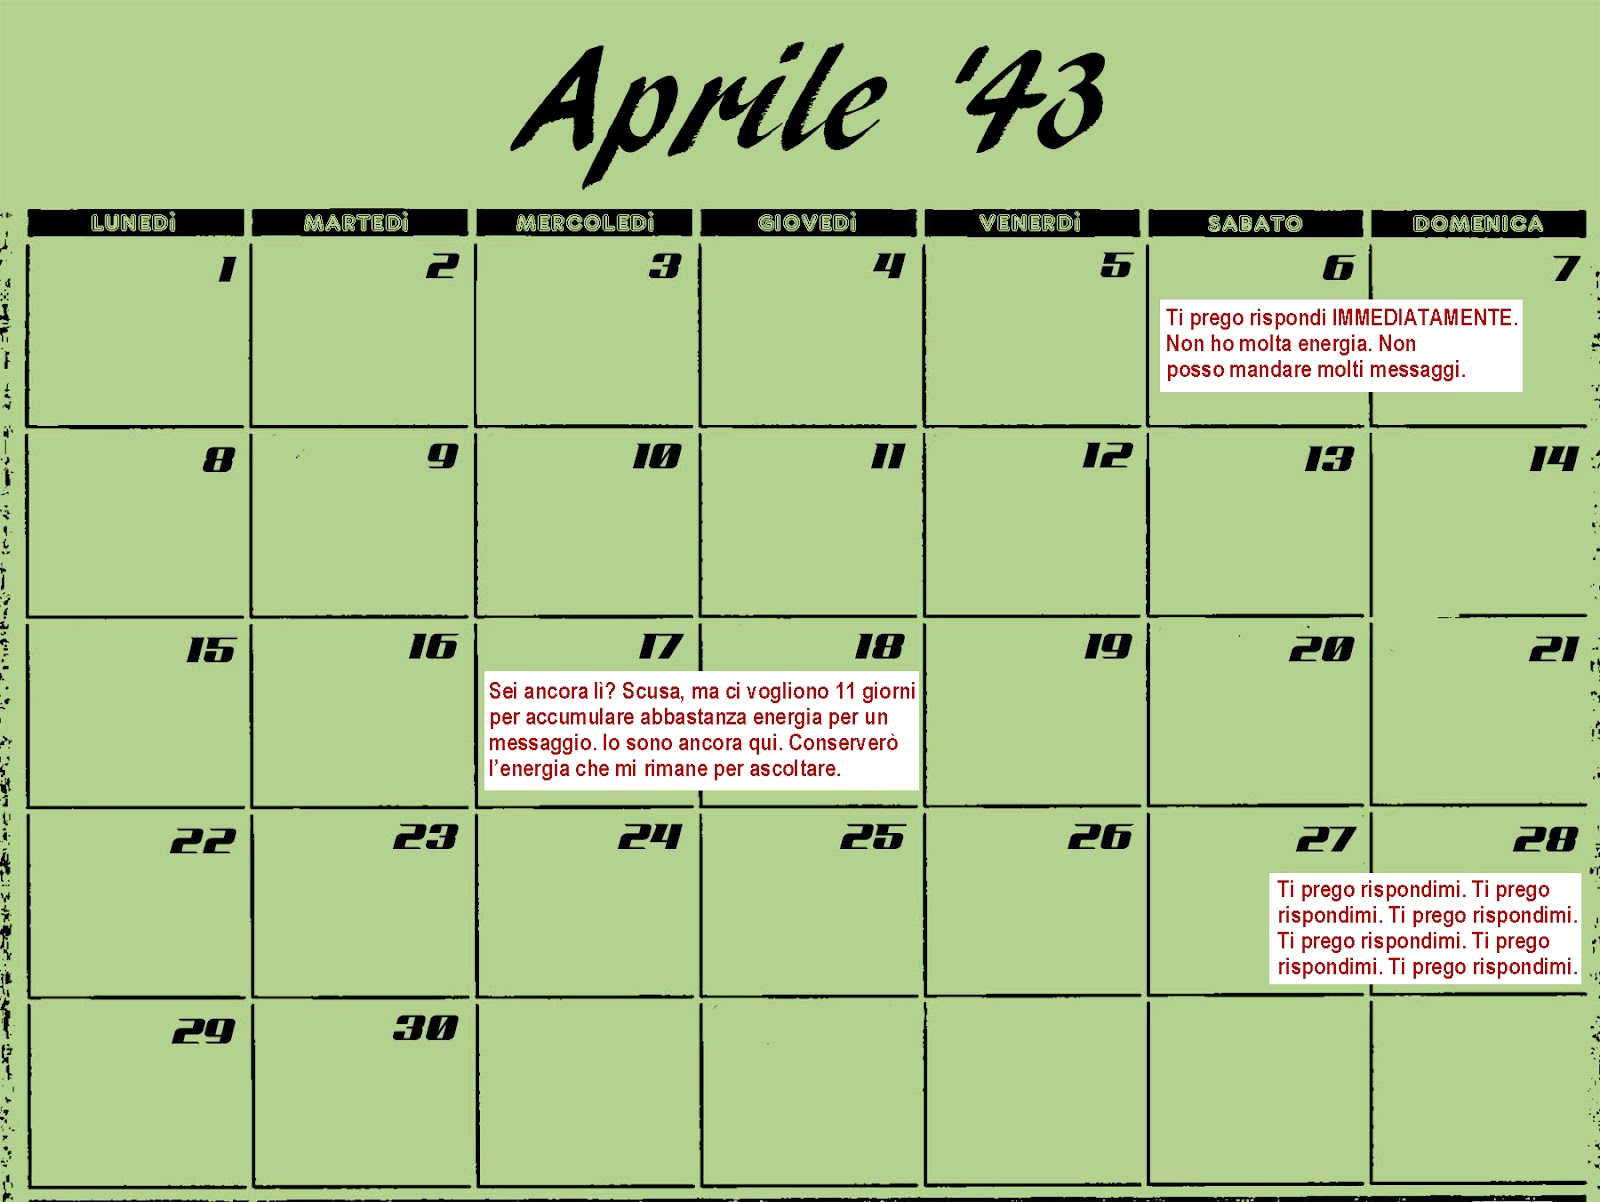 Aprile '43
LUNEDì MARTEDì MERCOLEDì GIOVEDì VENERDì SABATO DOMENICA
1 2 3 4 5 6 7
Ti prego rispondi IMMEDIATAMENTE.
Non ho molta energia. Non
posso mandare molti messaggi.
8 9 10 11 12 13 14
15 16 17 18 19 20 21
Sei ancora lì? Scusa, ma ci vogliono 11 giorni
per accumulare abbastanza energia per un
messaggio. Io sono ancora qui. Conserverò
l’energia che mi rimane per ascoltare.
22 23 24 25 26 27 28
Ti prego rispondimi. Ti prego
rispondimi. Ti prego rispondimi.
Ti prego rispondimi. Ti prego
rispondimi. Ti prego rispondimi.
29 30